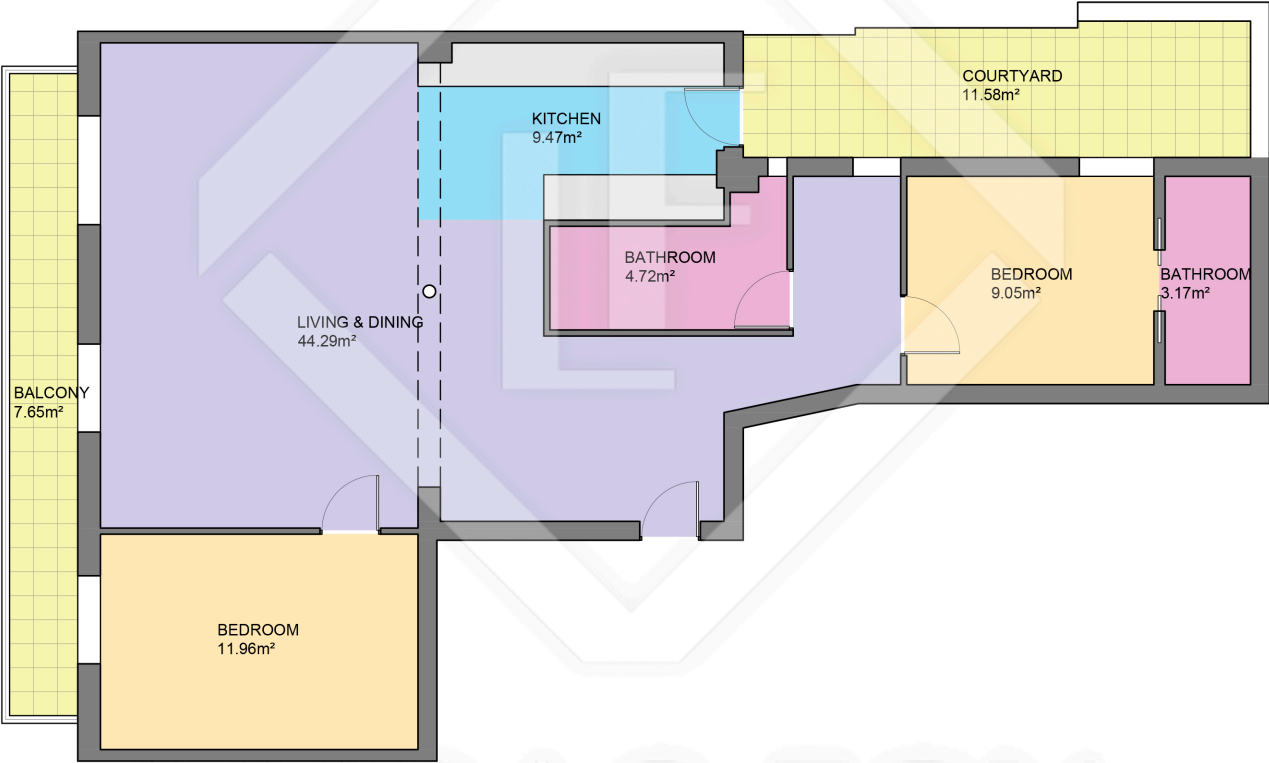 COURTYARD
11.58m²
KITCHEN
9.47m²
BATHROOM
4.72m²
BEDROOM
9.05m²
BATHROOM
3.17m²
LIVING & DINING
44.29m²
BALCONY
7.65m²
BEDROOM
11.96m²